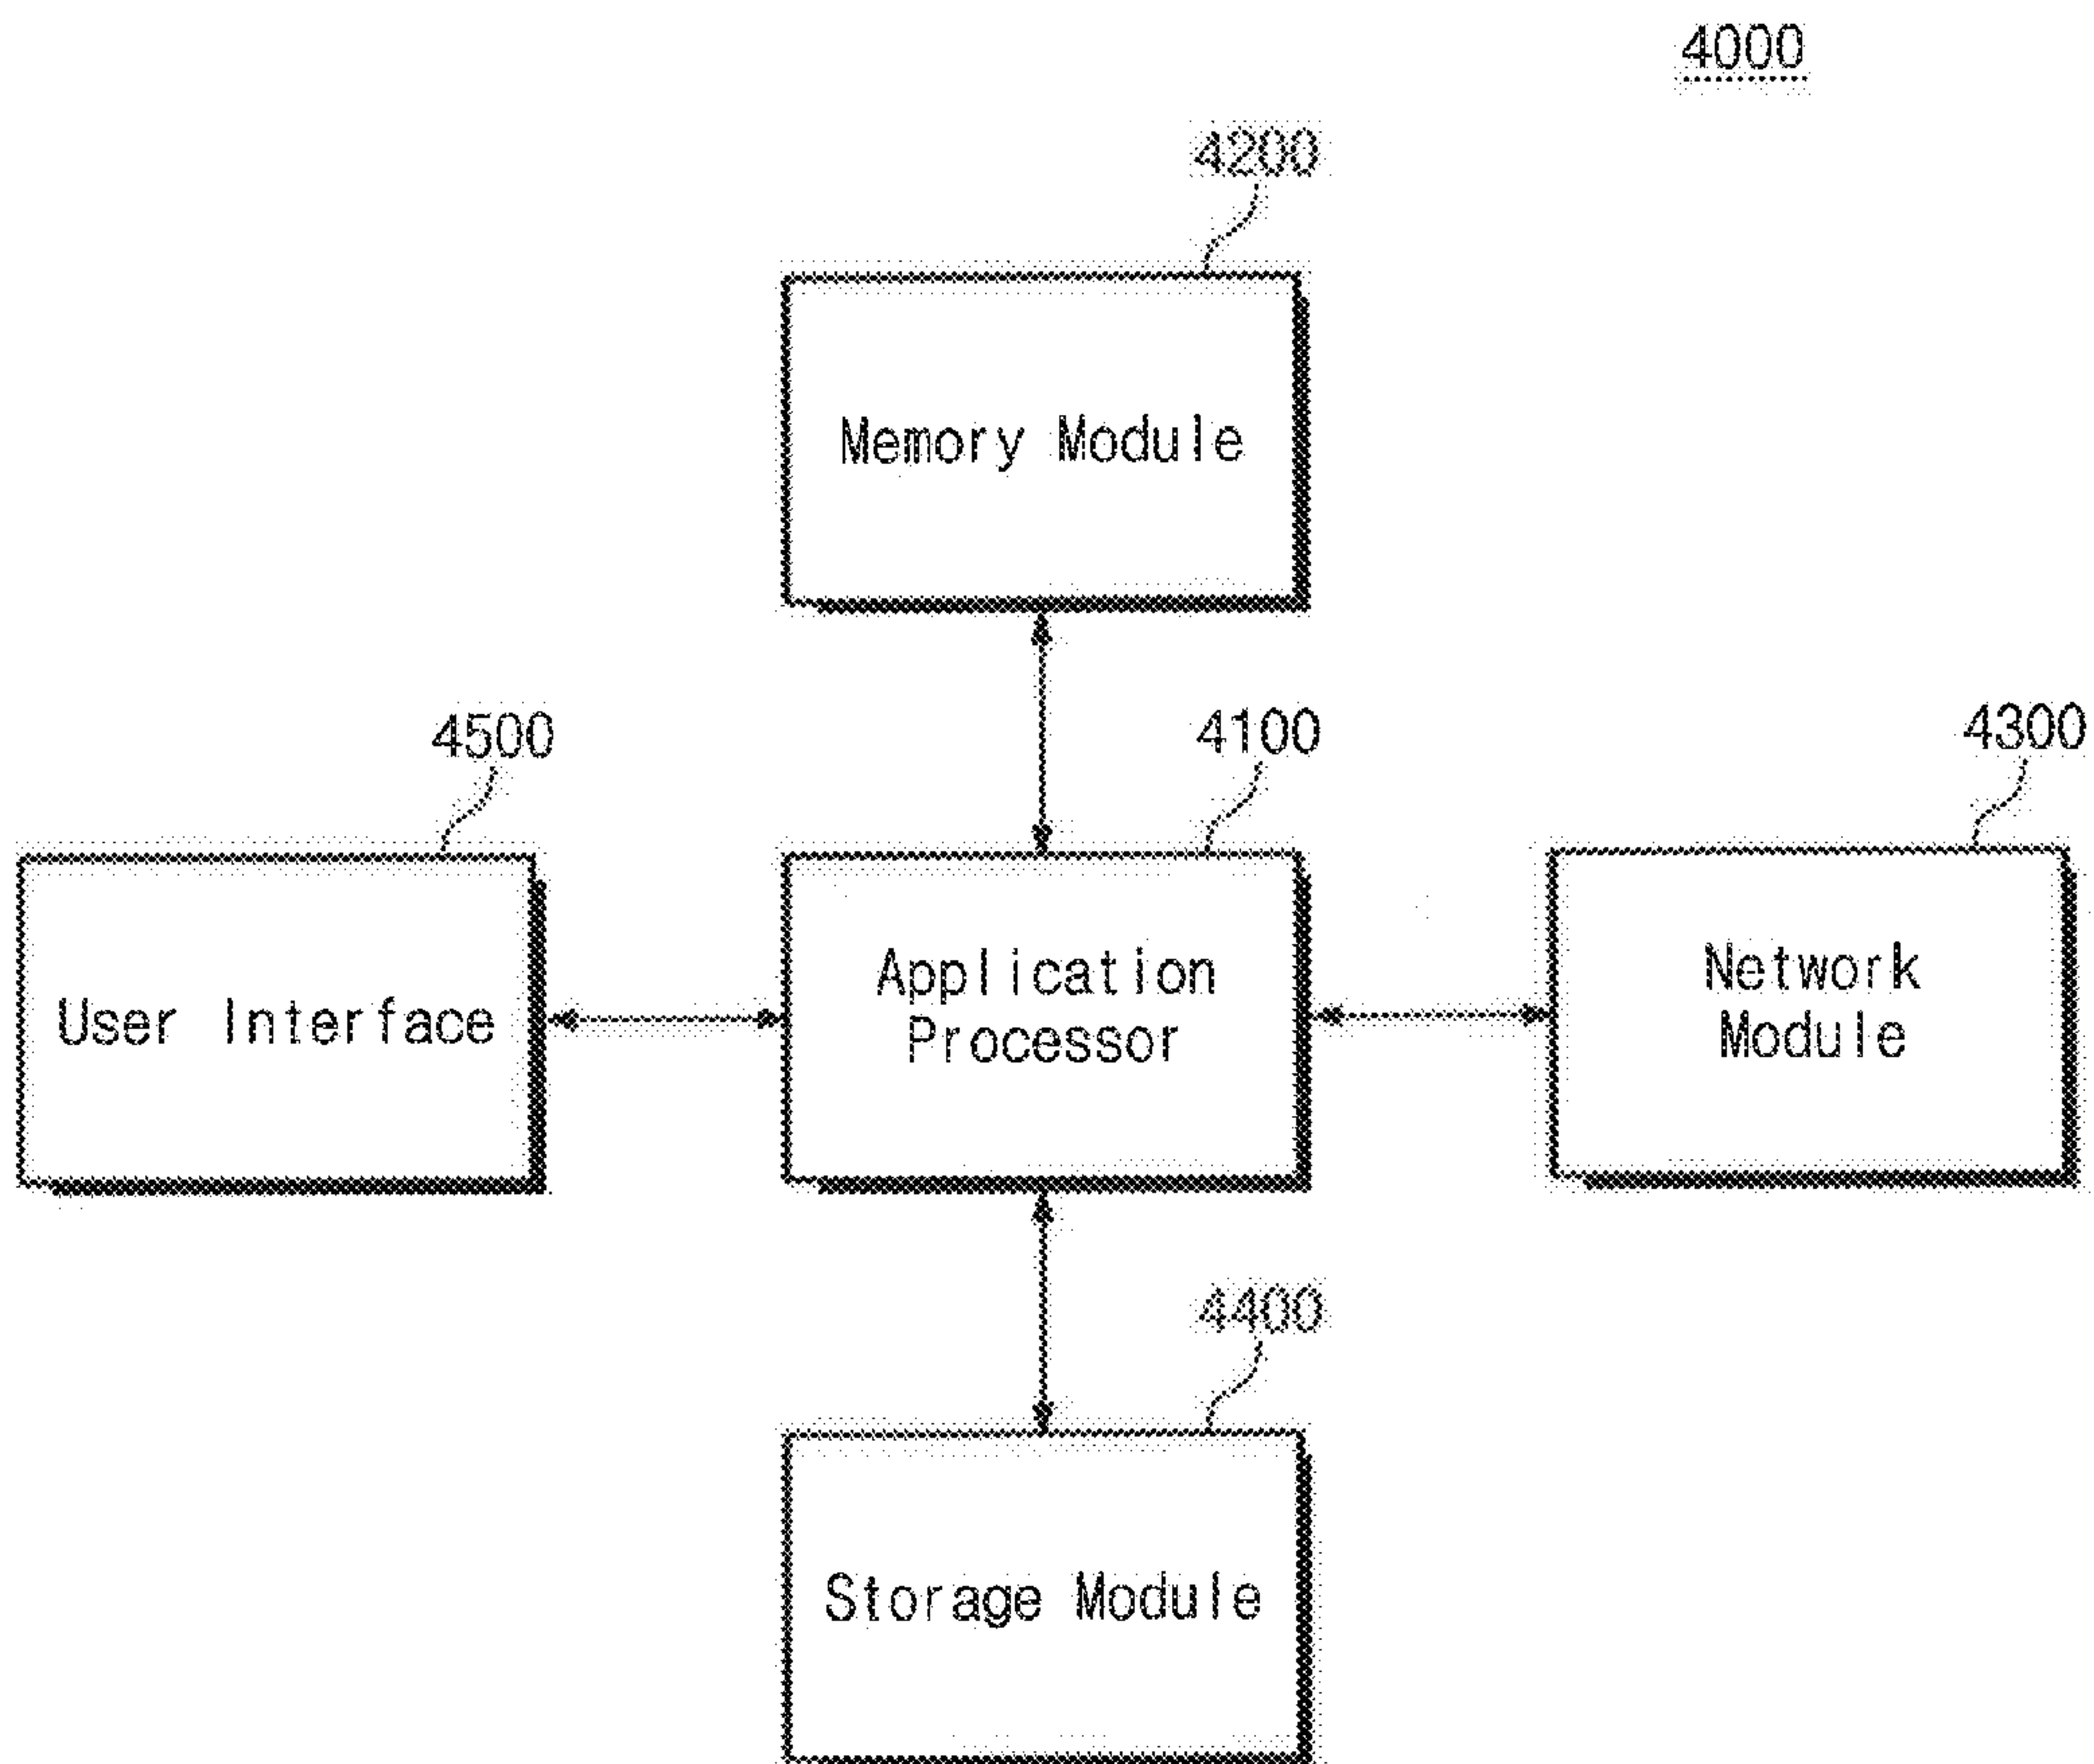 4000
4200
Memory Module
4500
4100
4300
User Interface
Application
Processor
Network
Module
4400
Storage Module